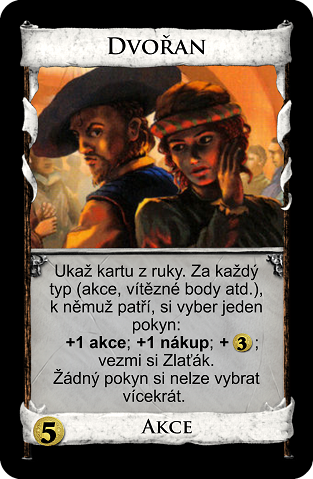 Dvořan
Ukaž kartu z ruky. Za každý
typ (akce, vítězné body atd.),
k němuž patří, si vyber jeden
pokyn:
+1 akce; +1 nákup; + 3;
vezmi si Zlaťák.
Žádný pokyn si nelze vybrat
vícekrát.
5 Akce